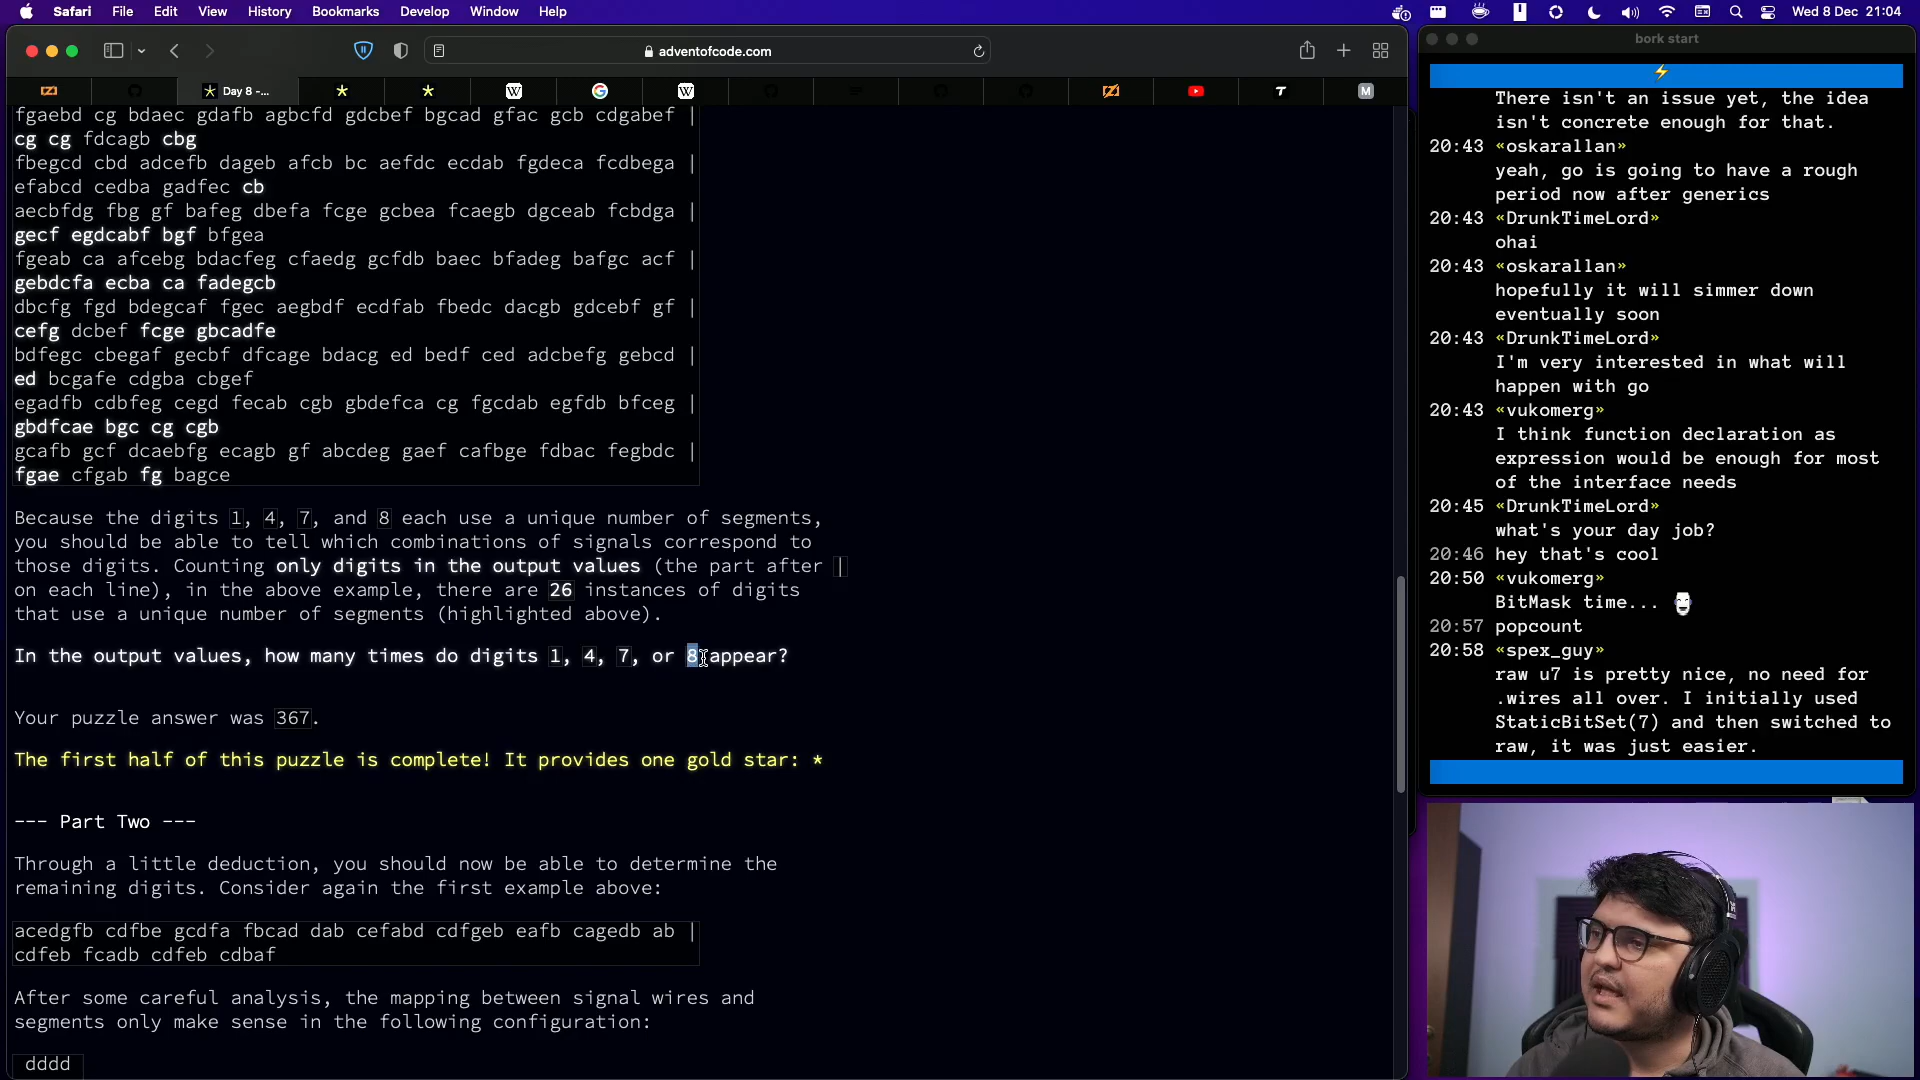 Safari File Edit View History Bookmarks Develop Window Help Wed 8 Dec 21:04
adventofcode.com
Day 8 -...
fgaebd cg bdaec gdafb agbcfd gdcbef bgcad gfac gcb cdgabef |
cg cg fdcagb cbg
fbegcd cbd adcefb dageb afcb bc aefdc ecdab fgdeca fcdbega |
efabcd cedba gadfec cb
aecbfdg fbg gf bafeg dbefa fcge gcbea fcaegb dgceab fcbdga |
gecf egdcabf bgf bfgea
fgeab ca afcebg bdacfeg cfaedg gcfdb baec bfadeg bafgc acf |
gebdcfa ecba ca fadegcb
dbcfg fgd bdegcaf fgec aegbdf ecdfab fbedc dacgb gdcebf gf |
cefg dcbef fcge gbcadfe
bdfegc cbegaf gecbf dfcage bdacg ed bedf ced adcbefg gebcd |
ed bcgafe cdgba cbgef
egadfb cdbfeg cegd fecab cgb gbdefca cg fgcdab egfdb bfceg |
gbdfcae bgc cg cgb
gcafb gcf dcaebfg ecagb gf abcdeg gaef cafbge fdbac fegbdc |
fgae cfgab fg bagce
Because the digits 1, 4, 7, and 8 each use a unique number of segments,
you should be able to tell which combinations of signals correspond to
those digits. Counting only digits in the output values (the part after |
on each line), in the above example, there are 26 instances of digits
that use a unique number of segments (highlighted above).
In the output values, how many times do digits 1, 4, 7, or 8 appear?
Your puzzle answer was 367.
The first half of this puzzle is complete! It provides one gold star: *
--- Part Two ---
Through a little deduction, you should now be able to determine the
remaining digits. Consider again the first example above:
acedgfb cdfbe gcdfa fbcad dab cefabd cdfgeb eafb cagedb ab |
cdfeb fcadb cdfeb cdbaf
After some careful analysis, the mapping between signal wires and
segments only make sense in the following configuration:
dddd
bork start
There isn't an issue yet, the idea
isn't concrete enough for that.
20:43 «oskarallan»
yeah, go is going to have a rough
period now after generics
20:43 «DrunkTimeLord»
ohai
20:43 «oskarallan»
hopefully it will simmer down
eventually soon
20:43 «DrunkTimeLord»
I'm very interested in what will
happen with go
20:43 «vukomerg»
I think function declaration as
expression would be enough for most
of the interface needs
20:45 «DrunkTimeLord»
what's your day job?
20:46 hey that's cool
20:50 «vukomerg»
BitMask time...
20:57 popcount
20:58 «spex_guy»
raw u7 is pretty nice, no need for
.wires all over. I initially used
StaticBitSet(7) and then switched to
raw, it was just easier.